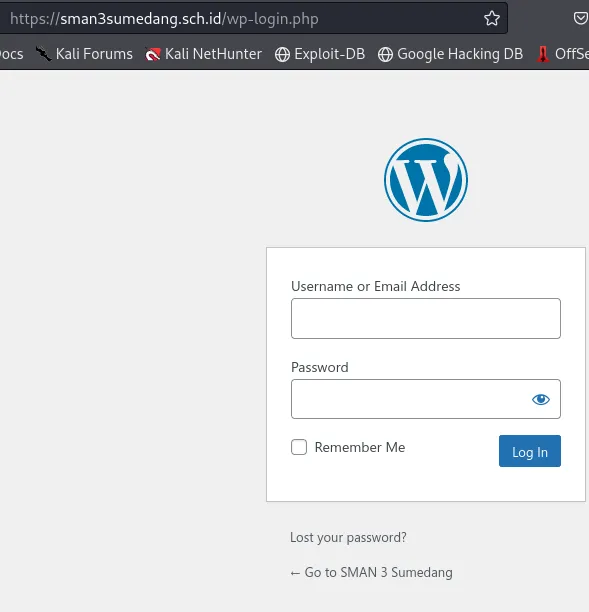 https://sman3sumedang.sch.id/wp-login.php
ocs Kali Forums Kali NetHunter Exploit-DB Google Hacking DB OffSe
Username or Email Address
Password
Remember Me
Log In
Lost your password?
← Go to SMAN 3 Sumedang